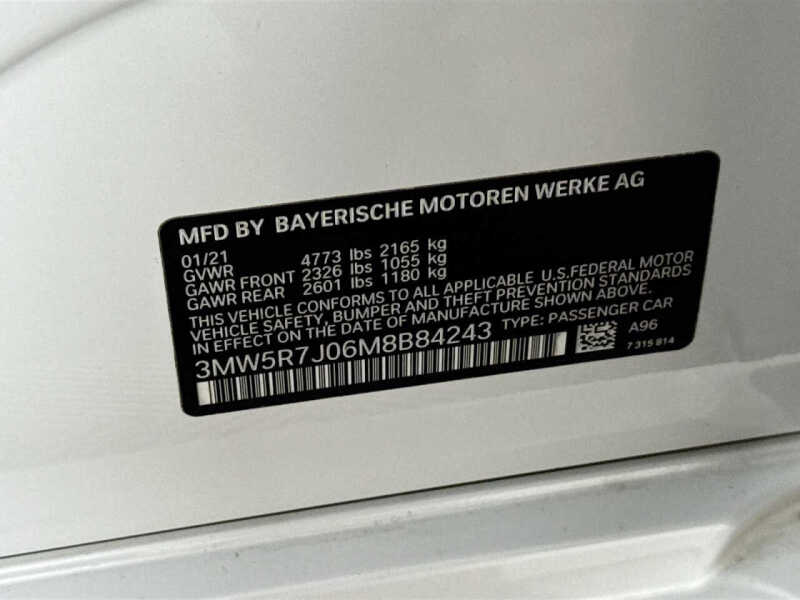 MFD BY BAYERISCHE MOTOREN WERKE AG
01/21
GVWR 4773 lbs 2165 kg
GAWR FRONT 2326 lbs 1055 kg
GAWR REAR 2601 lbs 1180 kg
THIS VEHICLE CONFORMS TO ALL APPLICABLE U.S.FEDERAL MOTOR
VEHICLE SAFETY, BUMPER AND THEFT PREVENTION STANDARDS
IN EFFECT ON THE DATE OF MANUFACTURE SHOWN ABOVE.
3MW5R7J06M8B84243 TYPE: PASSENGER CAR
A96
7 315 814